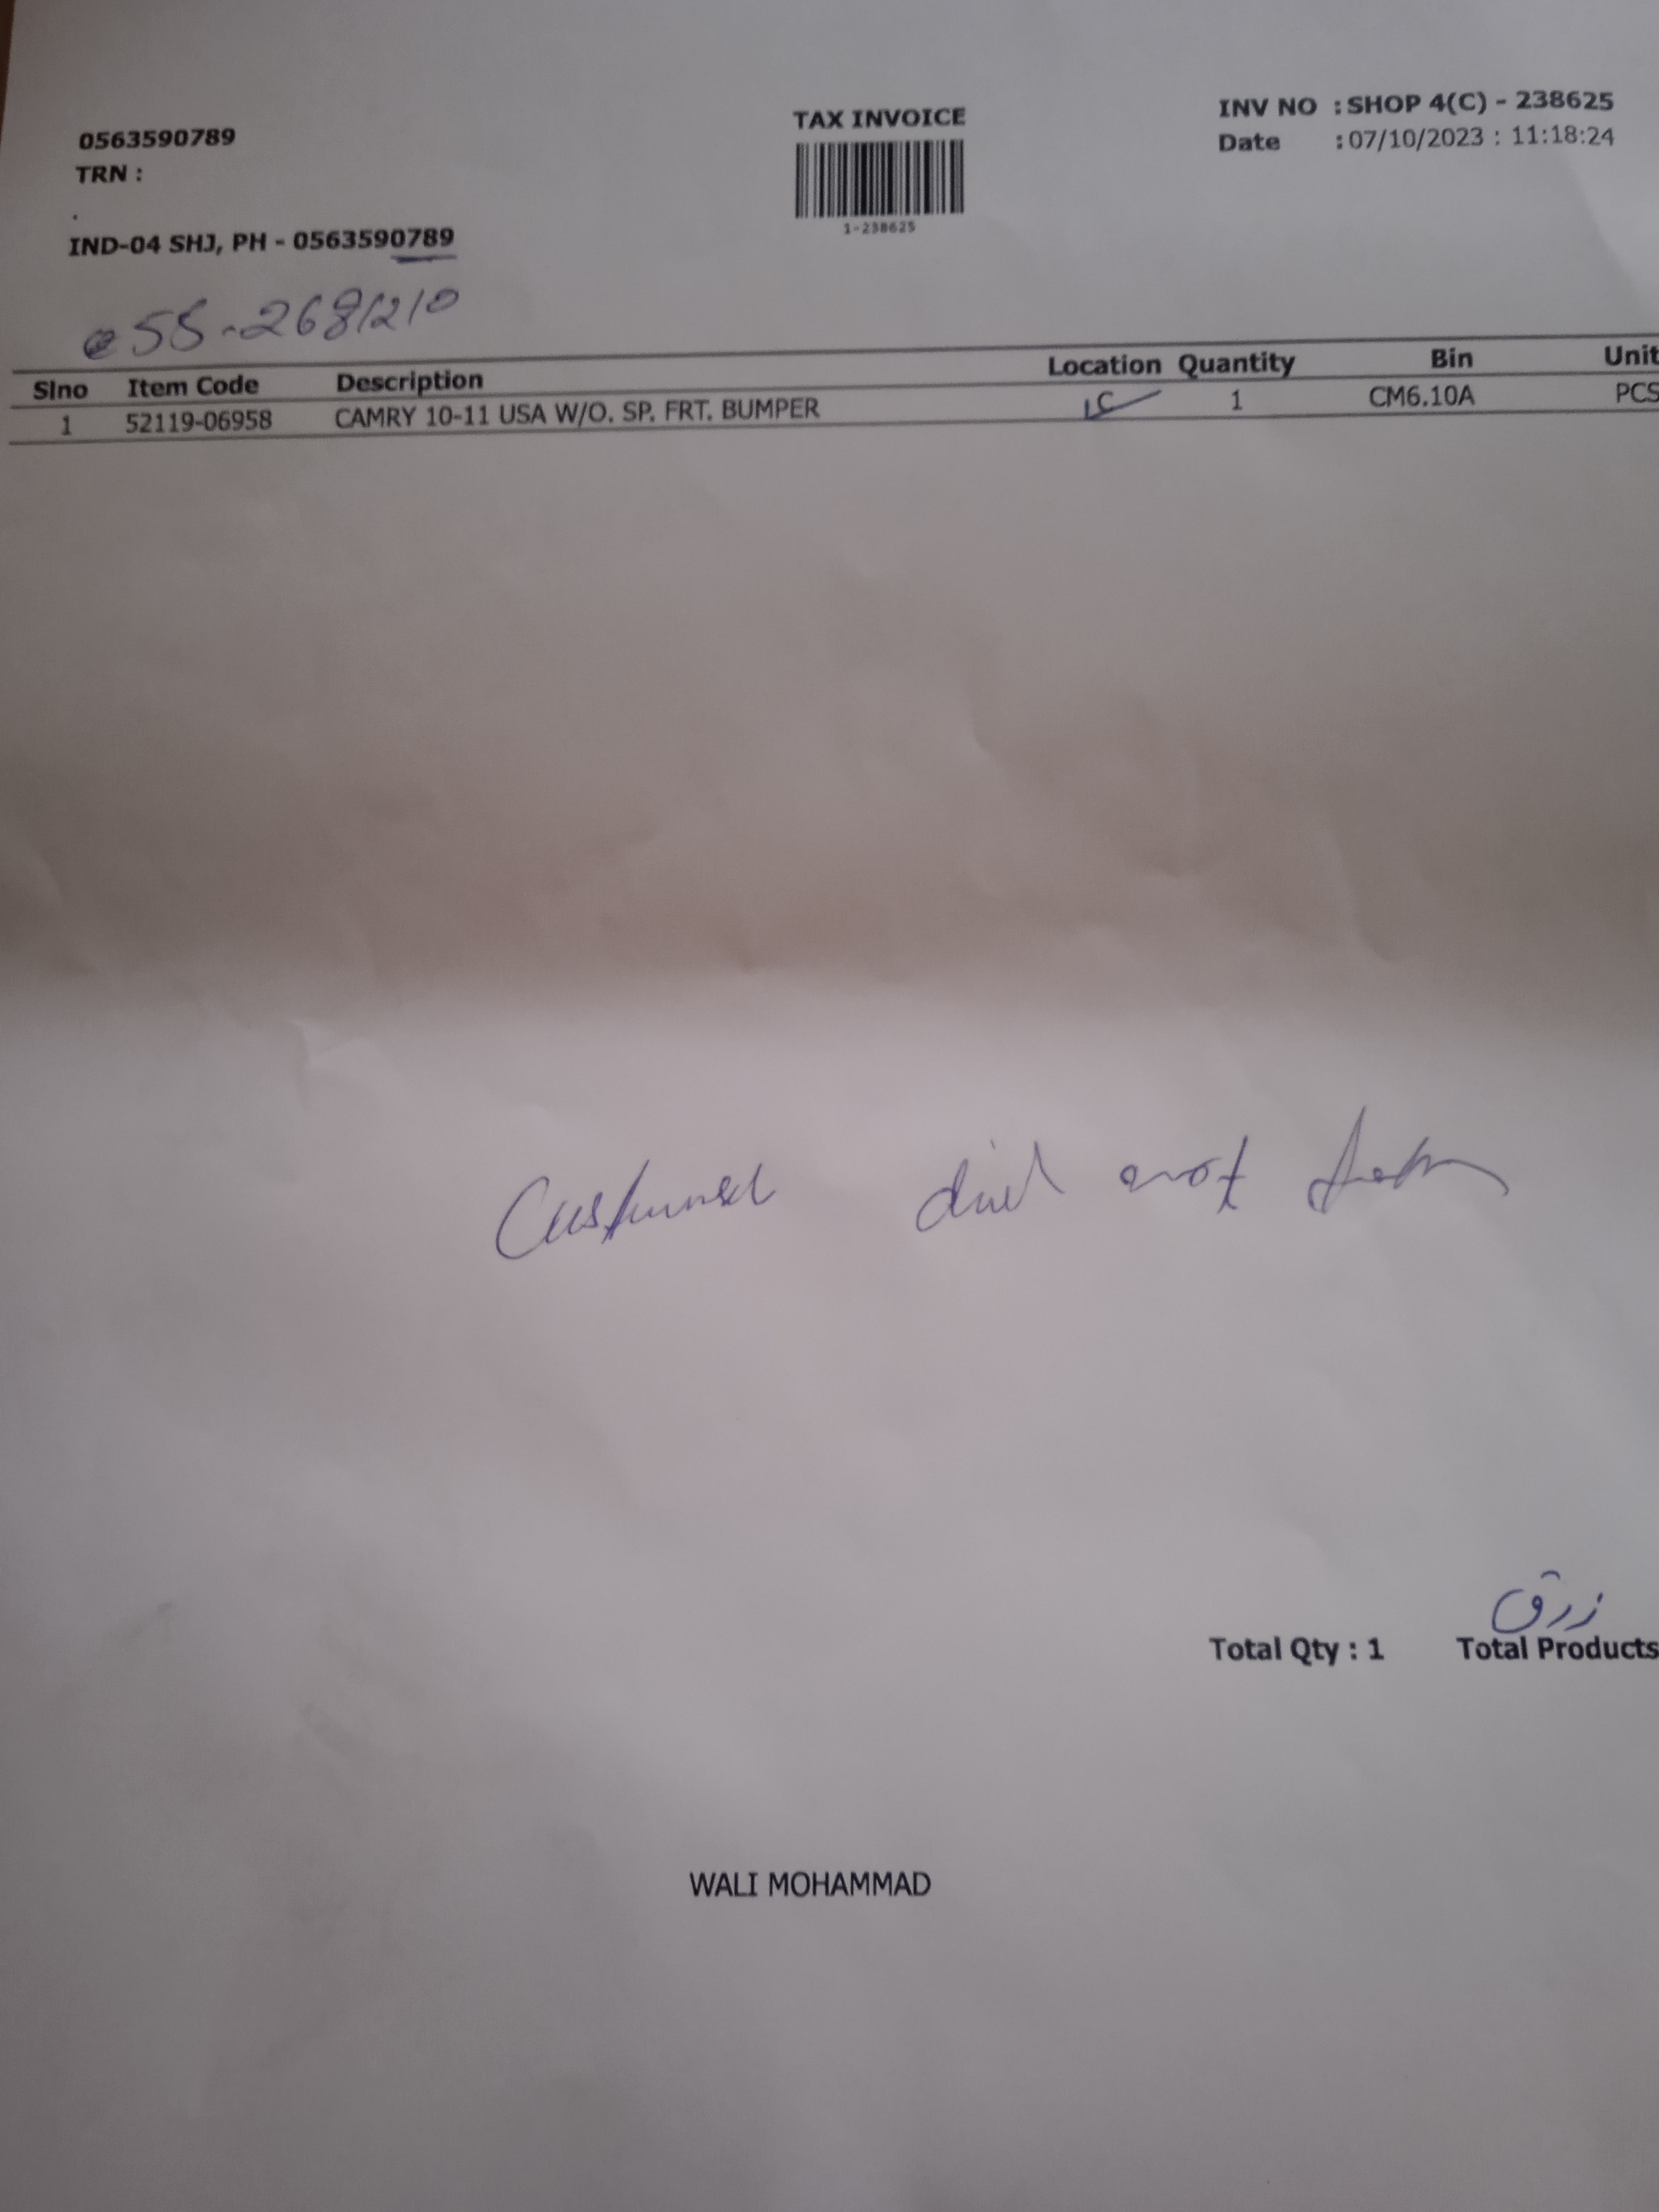 TAX INVOICE
INV NO : SHOP 4(C) - 238625
0563590789
Date : 07/10/2023 : 11:18:24
TRN :
.
1-238625
IND-04 SHJ, PH - 0563590789
055-2681210
Slno Item Code Description Location Quantity Bin Unit
1 52119-06958 CAMRY 10-11 USA W/O. SP. FRT. BUMPER 1 CM6.10A PCS
did not
زرق
Total Qty : 1 Total Products
WALI MOHAMMAD